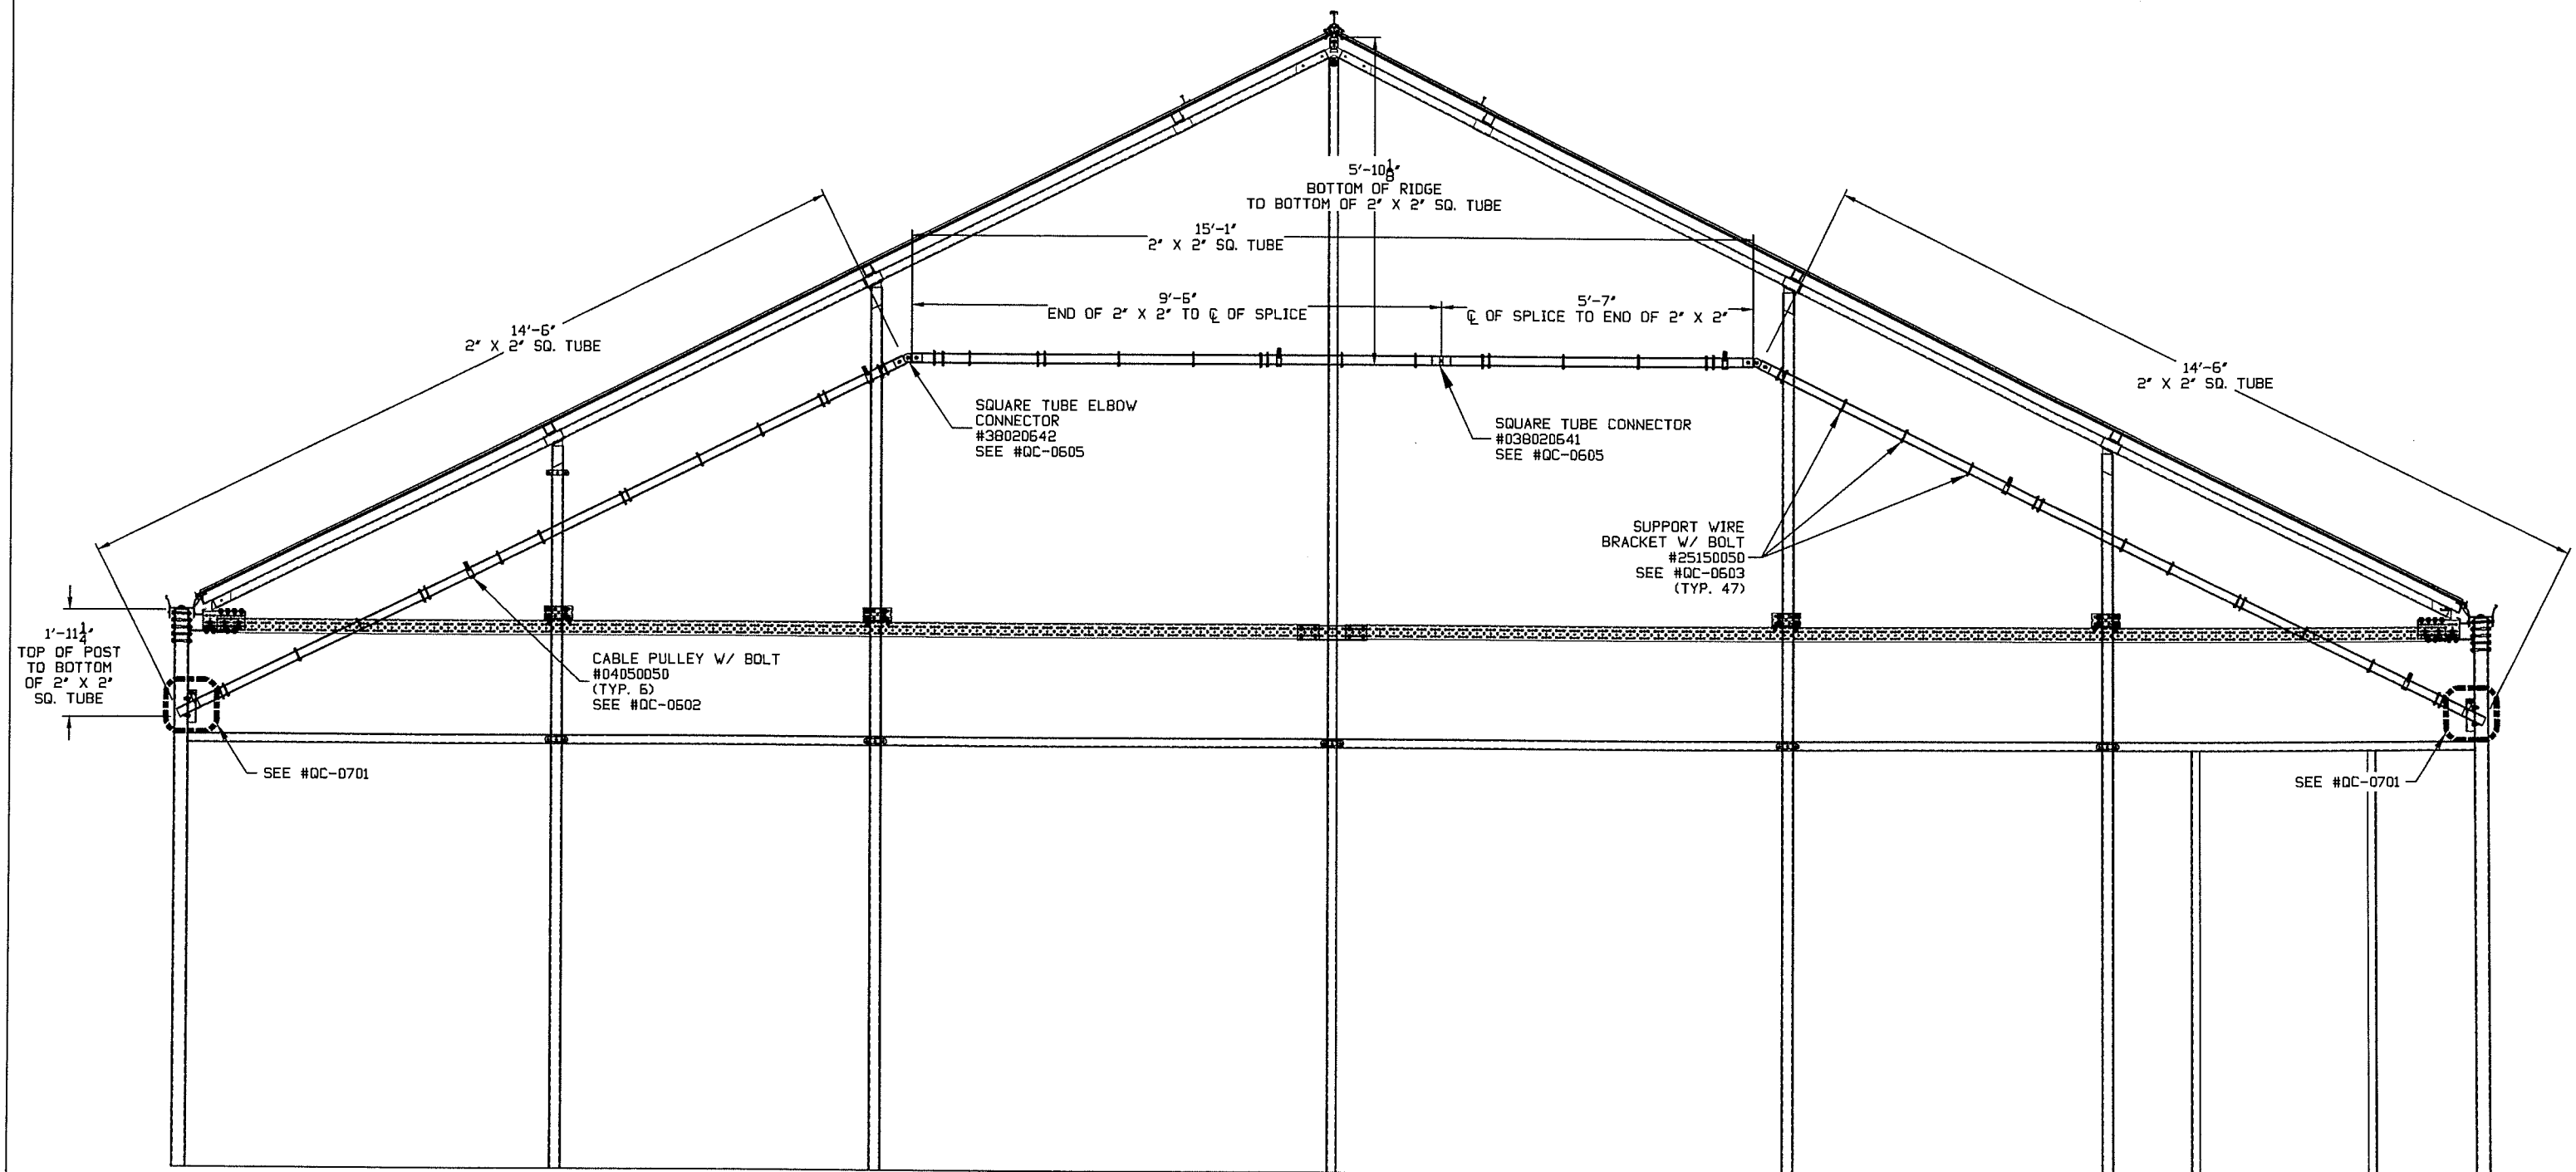 5'-10 1/8"
BOTTOM OF RIDGE
TO BOTTOM OF 2" X 2" SQ. TUBE
15'-1"
2" X 2" SQ. TUBE
9'-6"
END OF 2" X 2" TO ℄ OF SPLICE
5'-7"
℄ OF SPLICE TO END OF 2" X 2"
14'-6"
2" X 2" SQ. TUBE
14'-6"
2" X 2" SQ. TUBE
SQUARE TUBE ELBOW
CONNECTOR
#38020642
SEE #QC-0605
SQUARE TUBE CONNECTOR
#038020641
SEE #QC-0605
SUPPORT WIRE
BRACKET W/ BOLT
#25150050
SEE #QC-0603
(TYP. 47)
1'-11 1/4"
TOP OF POST
TO BOTTOM
OF 2" X 2"
SQ. TUBE
CABLE PULLEY W/ BOLT
#04050050
(TYP. 6)
SEE #QC-0602
SEE #QC-0701
SEE #QC-0701